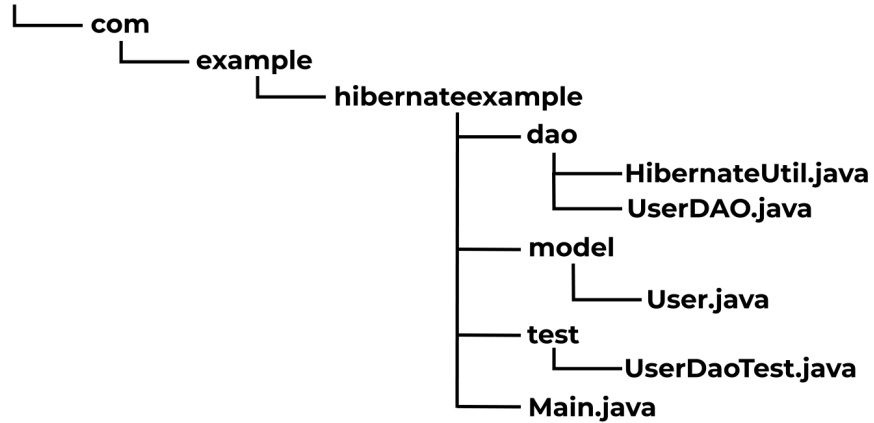 com
example
hibernateexample
dao
HibernateUtil.java
UserDAO.java
model
User.java
test
UserDaoTest.java
Main.java